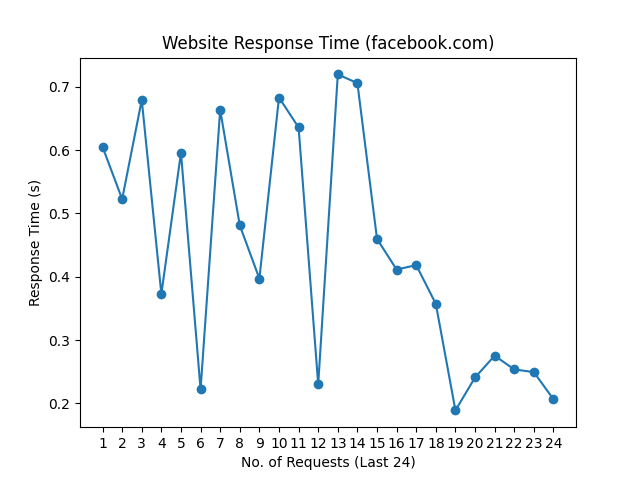 Website Response Time (facebook.com)
0.7
0.6
0.5
0.4
0.3
0.2
Response Time (s)
1 2 3 4 5 6 7 8 9 10 11 12 13 14 15 16 17 18 19 20 21 22 23 24
No. of Requests (Last 24)